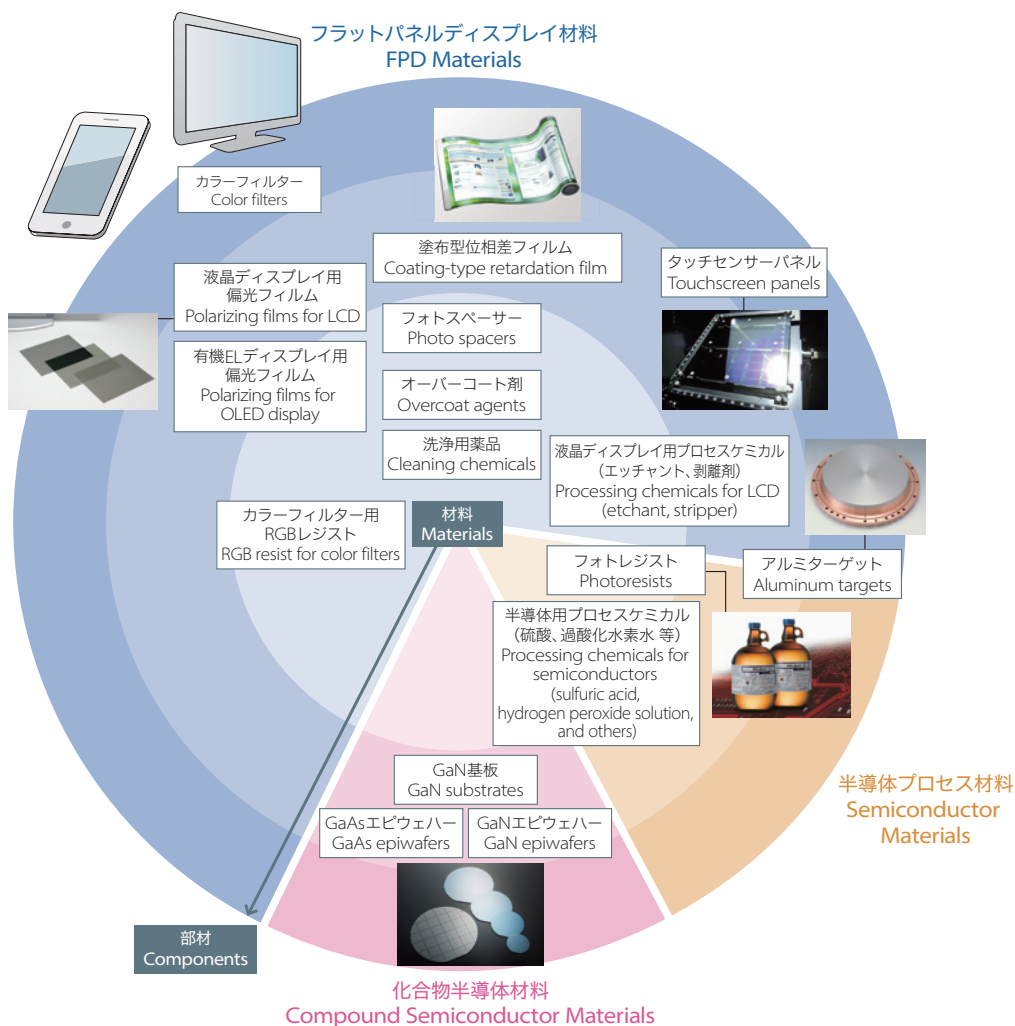 フラットパネルディスプレイ材料
FPD Materials
カラーフィルター
Color filters
塗布型位相差フィルム
Coating-type retardation film
タッチセンサーパネル
Touchscreen panels
液晶ディスプレイ用
偏光フィルム
Polarizing films for LCD
フォトスペーサー
Photo spacers
有機ELディスプレイ用
偏光フィルム
Polarizing films for
OLED display
オーバーコート剤
Overcoat agents
洗浄用薬品
Cleaning chemicals
液晶ディスプレイ用プロセスケミカル
（エッチャント、剥離剤）
Processing chemicals for LCD
(etchant, stripper)
カラーフィルター用
RGBレジスト
RGB resist for color filters
材料
Materials
フォトレジスト
Photoresists
アルミターゲット
Aluminum targets
半導体用プロセスケミカル
（硫酸、過酸化水素水 等）
Processing chemicals for
semiconductors
(sulfuric acid,
hydrogen peroxide solution,
and others)
GaN基板
GaN substrates
GaAsエピウェハー
GaAs epiwafers
GaNエピウェハー
GaN epiwafers
半導体プロセス材料
Semiconductor
Materials
部材
Components
化合物半導体材料
Compound Semiconductor Materials